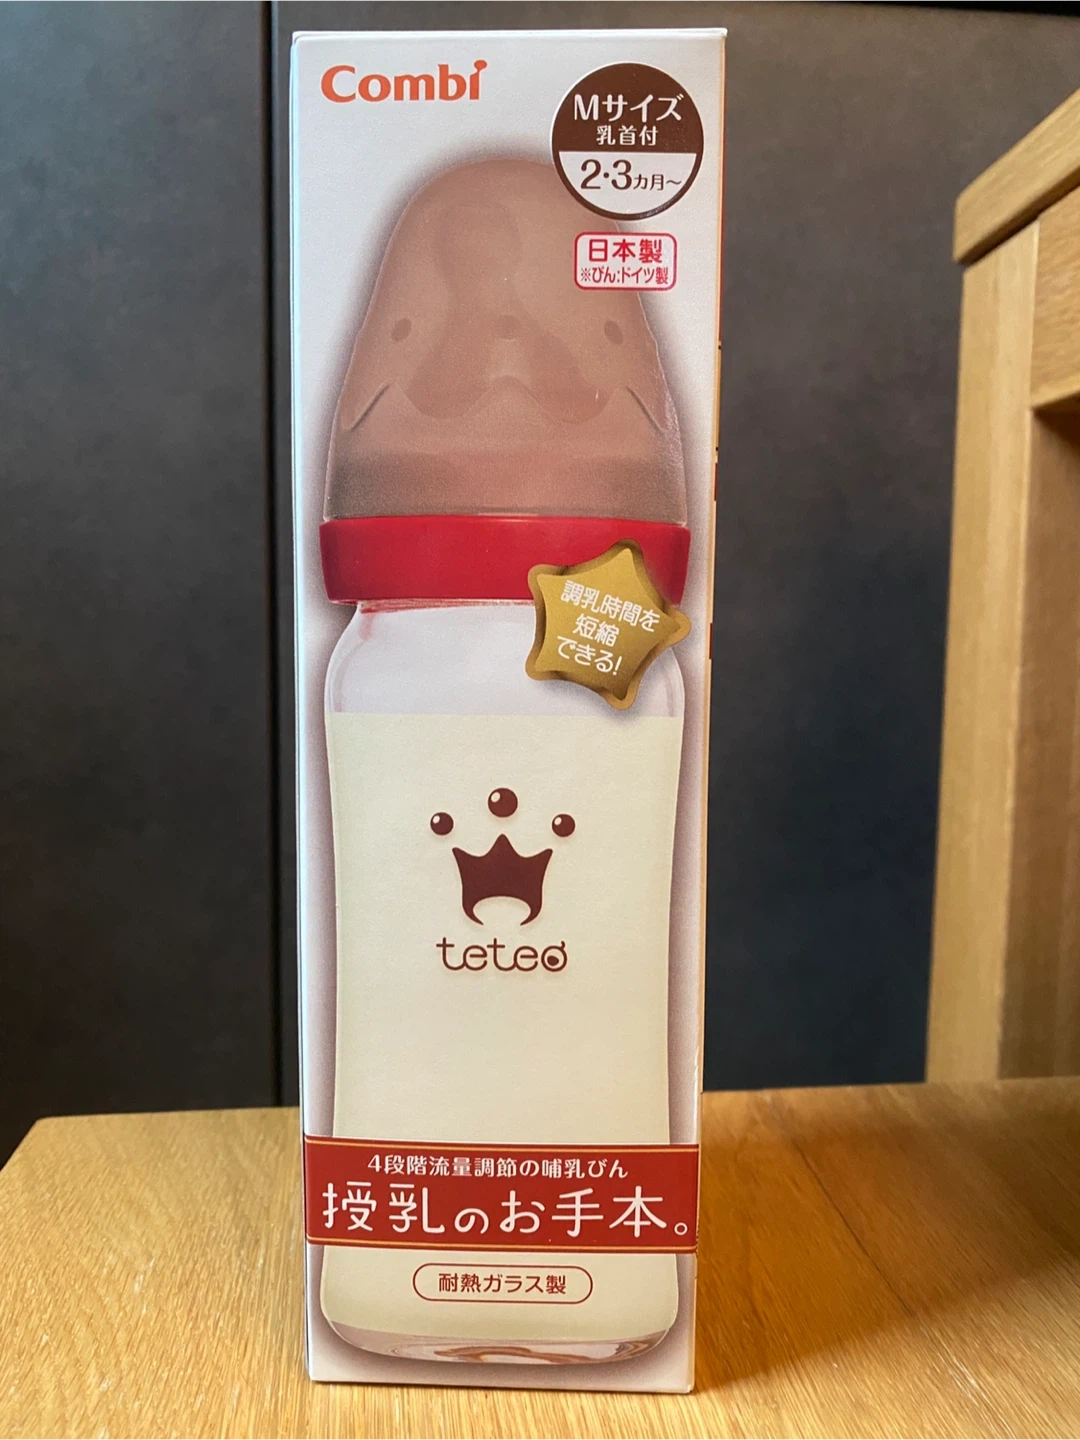 Combi
Mサイズ
乳首付
2・3カ月〜
日本製
※びん:ドイツ製
調乳時間を
短縮
できる!
teteo
4段階流量調節の哺乳びん
授乳のお手本。
耐熱ガラス製